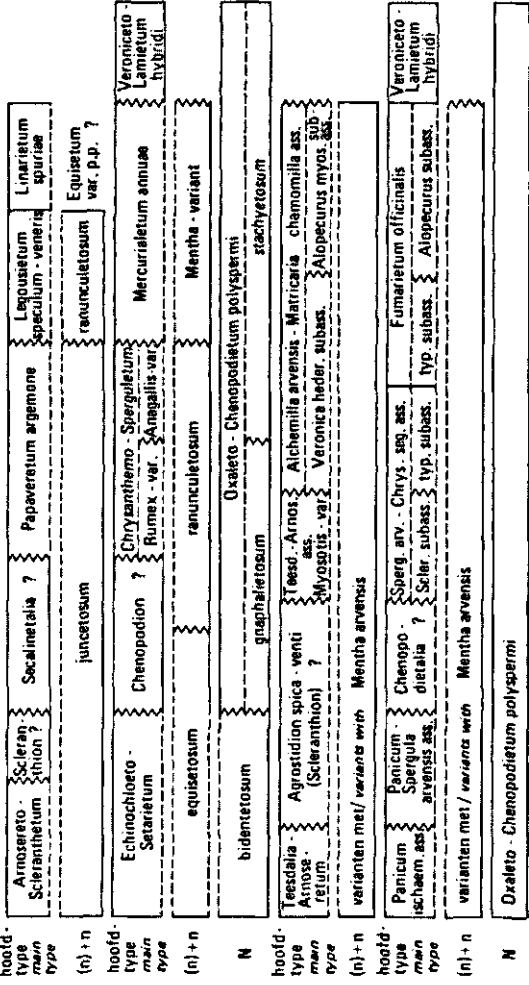 hoofd-
type
main
type
Arnosereto -
Scleranthetum
Scleran-
thion ?
Secalinetalia ?
Papaveretum argemone
Legousietum
speculum - veneris
Linarietum
spuriae
(n) + n
juncetosum
ranunculetosum
Equisetum
var. p.p. ?
hoofd-
type
main
type
Echinochloeto -
Setarietum
Chenopodion ?
Chrysanthemo - Sperguletum
Rumex - var.
Anagallis - var
Mercurialetum annuae
Veroniceto -
Lamietum
hybridi
(n) + n
equisetosum
ranunculetosum
Mentha - variant
N
bidentetosum
Oxaleto - Chenopodietum polyspermi
gnaphalietosum
stachyetosum
hoofd-
type
main
type
Teesdalia -
Arnose -
retum
Agrostidion spica - venti
(Scleranthion) ?
Teesd. - Arnos.
ass.
Myosotis - var.
Alchemilla arvensis - Matricaria chamomilla ass.
Veronica heder. subass.
Alopecurus myos. sub
ass.
(n) + n
varianten met/ variants with Mentha arvensis
hoofd-
type
main
type
Panicum
ischaem. ass.
Panicum -
Spergula
arvensis ass.
Chenopo -
dietalia ?
Sperg. arv. - Chrys. seg. ass.
Scler. subass.
typ. subass.
Fumarietum officinalis
typ. subass.
Alopecurus subass.
Veroniceto -
Lamietum
hybridi
(n) + n
varianten met/ variants with Mentha arvensis
N
Oxaleto - Chenopodietum polyspermi